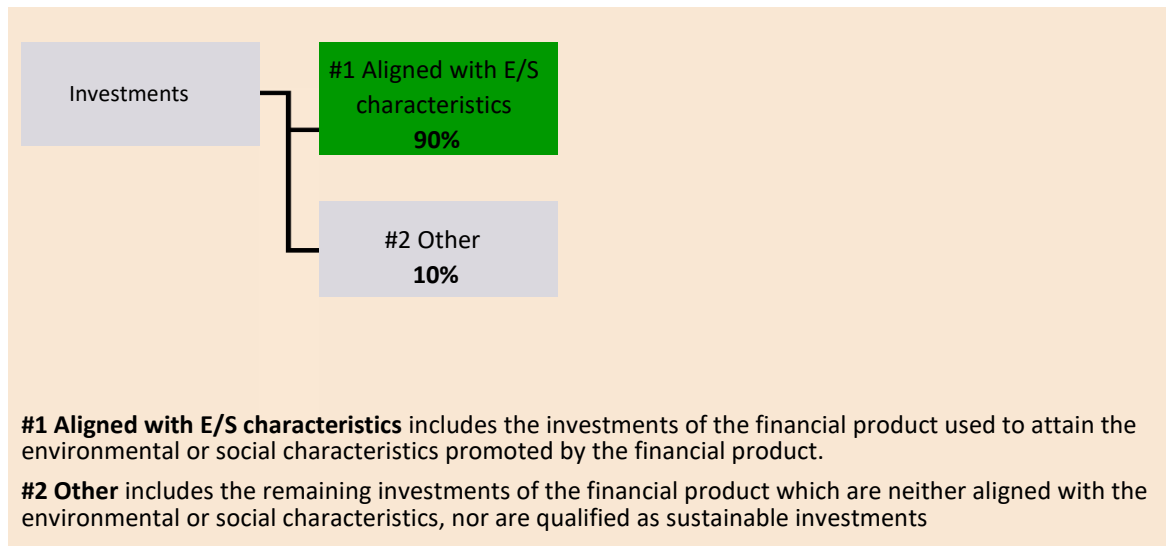 Investments
#1 Aligned with E/S
characteristics
90%
#2 Other
10%
#1 Aligned with E/S characteristics includes the investments of the financial product used to attain the
environmental or social characteristics promoted by the financial product.
#2 Other includes the remaining investments of the financial product which are neither aligned with the
environmental or social characteristics, nor are qualified as sustainable investments